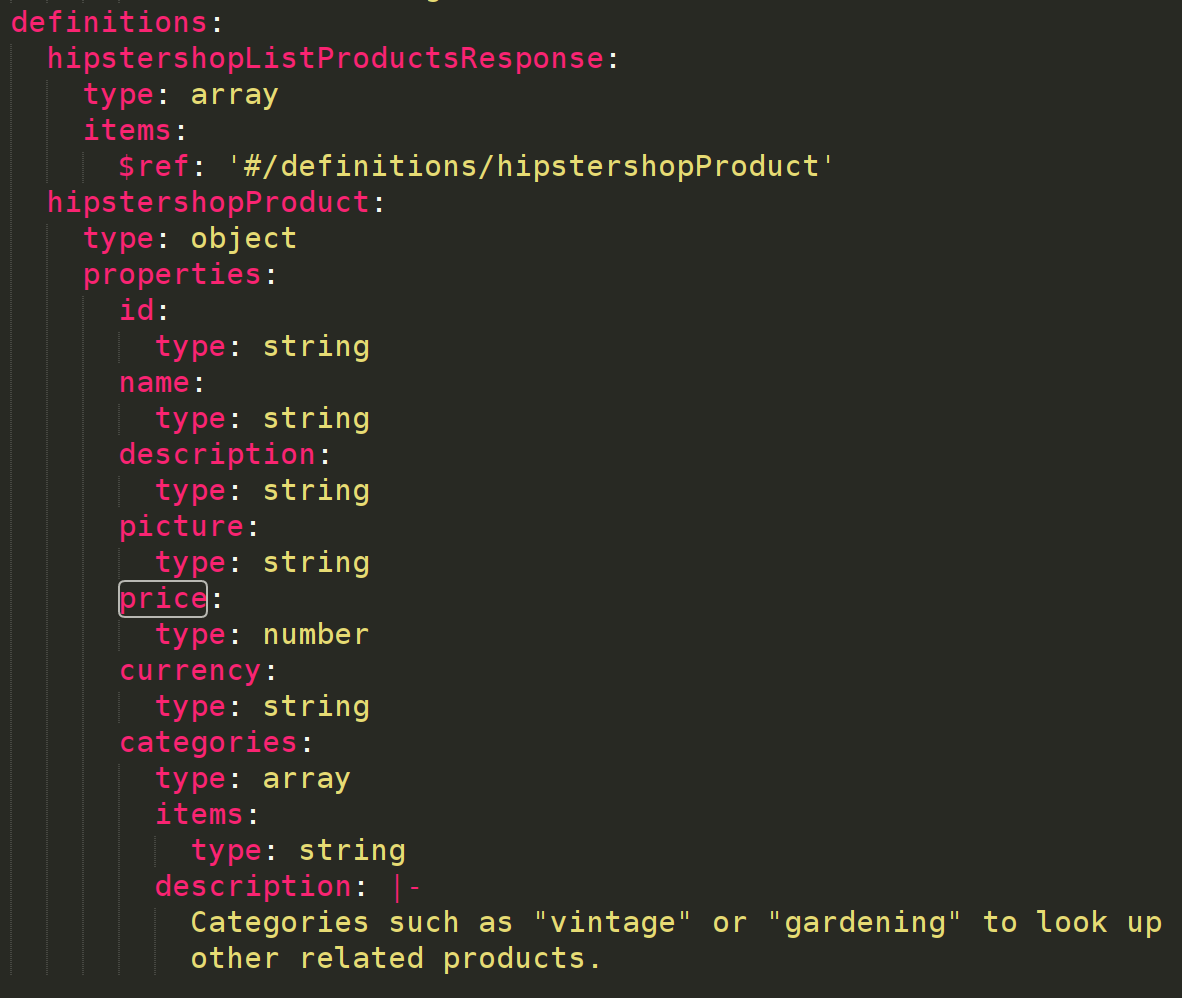 definitions:
  hipstershopListProductsResponse:
    type: array
    items:
      $ref: '#/definitions/hipstershopProduct'
  hipstershopProduct:
    type: object
    properties:
      id:
        type: string
      name:
        type: string
      description:
        type: string
      picture:
        type: string
      price:
        type: number
      currency:
        type: string
      categories:
        type: array
        items:
          type: string
        description: |-
          Categories such as "vintage" or "gardening" to look up
          other related products.